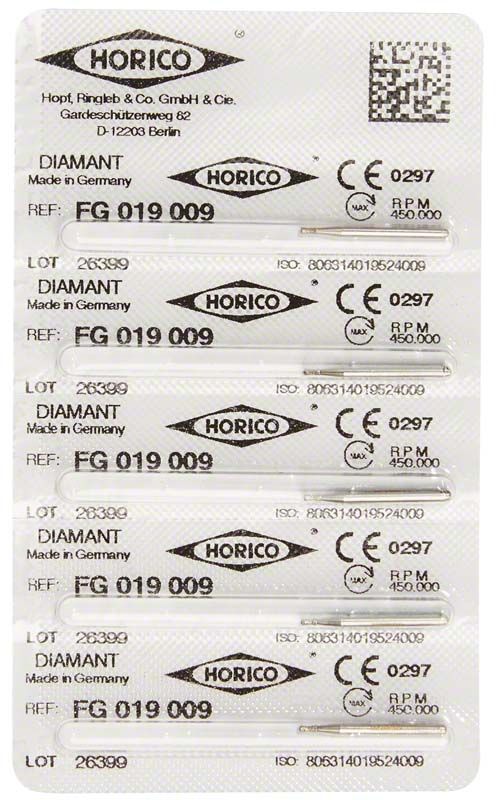 HORICO ®
Hopf, Ringleb & Co. GmbH & Cie.
Gardeschützenweg 82
D-12203 Berlin
DIAMANT HORICO ® CE 0297
Made in Germany
REF: FG 019 009 MAX RPM 450.000
LOT 26399 ISO: 806314019524009
DIAMANT HORICO ® CE 0297
Made in Germany
REF: FG 019 009 MAX RPM 450.000
LOT 26399 ISO: 806314019524009
DIAMANT HORICO ® CE 0297
Made in Germany
REF: FG 019 009 MAX RPM 450.000
LOT 26399 ISO: 806314019524009
DIAMANT HORICO ® CE 0297
Made in Germany
REF: FG 019 009 MAX RPM 450.000
LOT 26399 ISO: 806314019524009
DIAMANT HORICO ® CE 0297
Made in Germany
REF: FG 019 009 MAX RPM 450.000
LOT 26399 ISO: 806314019524009